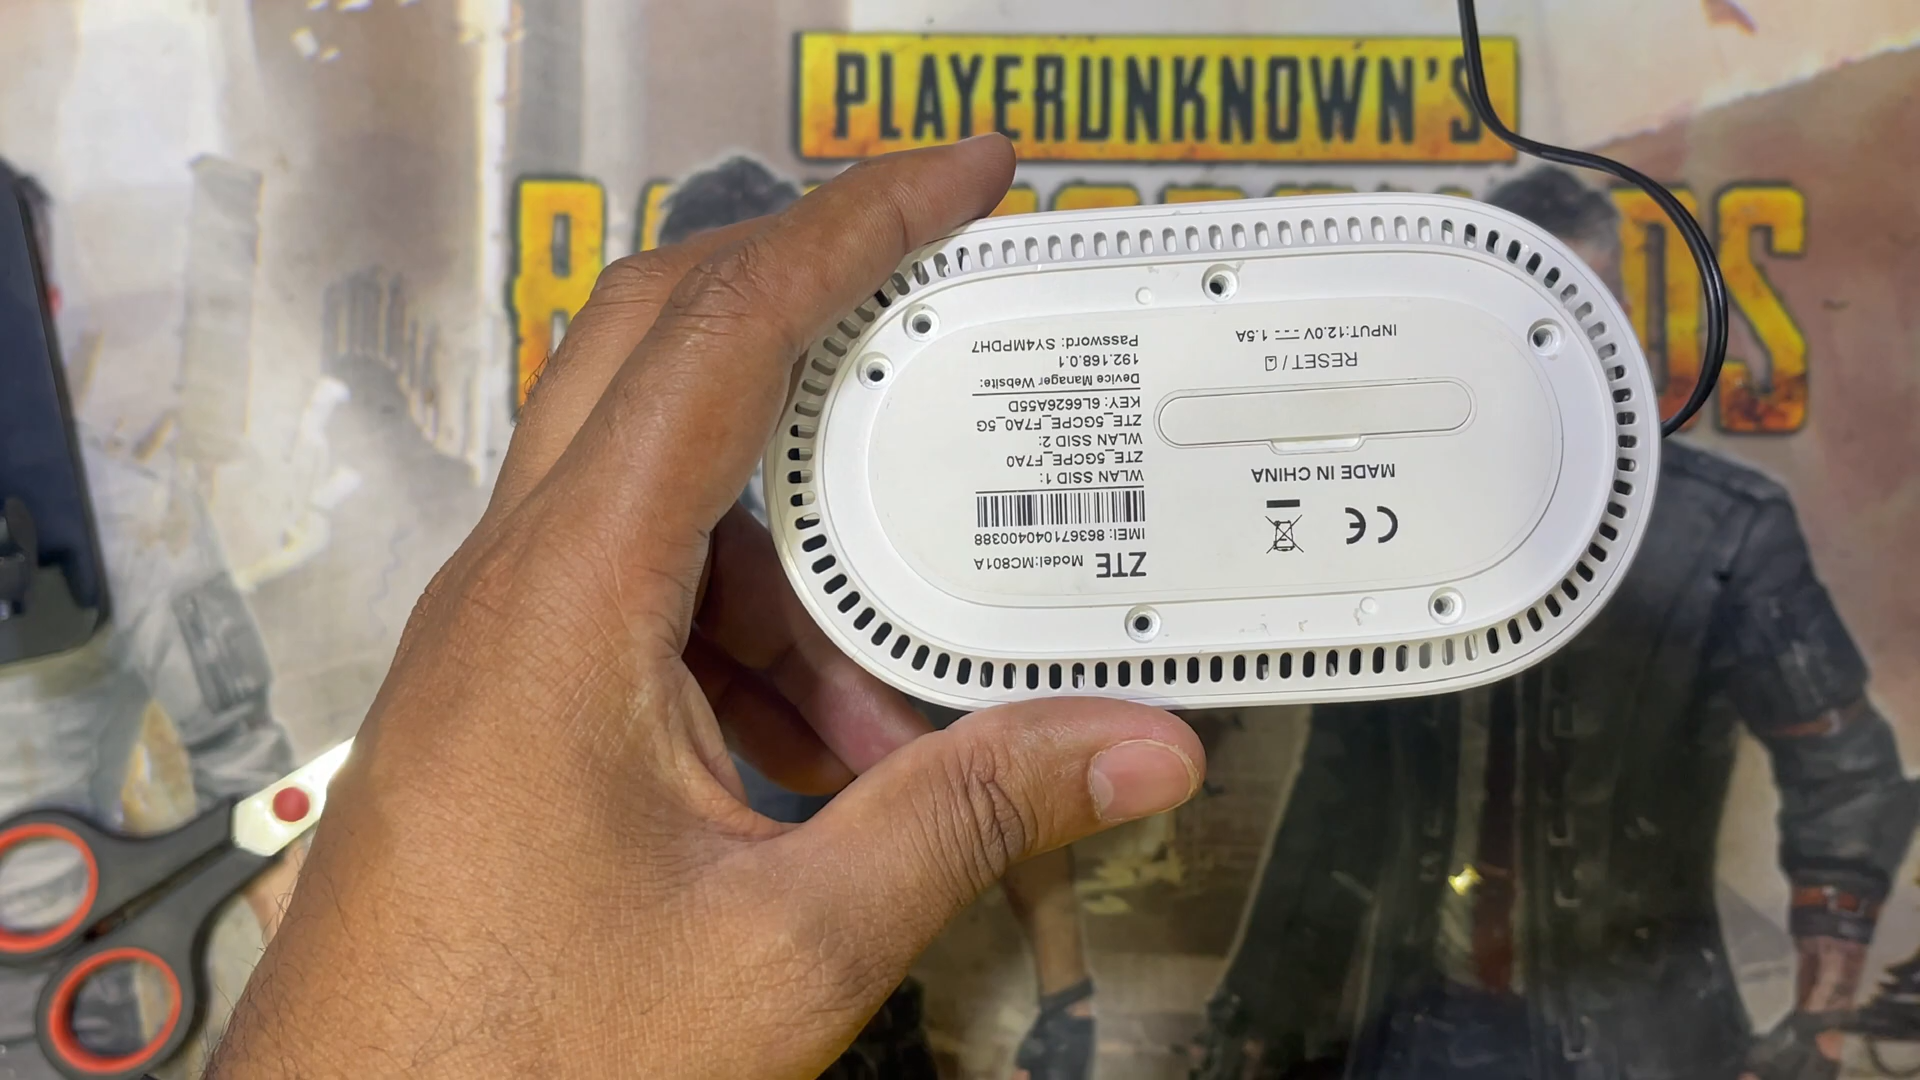 PLAYERUNKNOWN'S
ZTE Model:MC801A
IMEI: 863671040400388
WLAN SSID 1:
ZTE_5GCPE_F7A0
WLAN SSID 2:
ZTE_5GCPE_F7A0_5G
KEY: 6L6626A55D
Device Manager Website:
192.168.0.1
Password: SY4MPDH7
CE
MADE IN CHINA
RESET /
INPUT:12.0V 1.5A